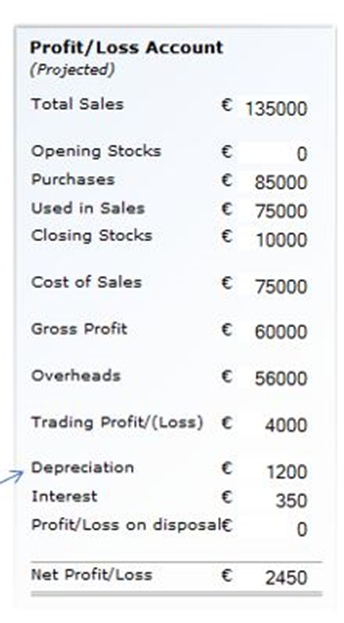 Profit/Loss Account
(Projected)
Total Sales € 135000
Opening Stocks € 0
Purchases € 85000
Used in Sales € 75000
Closing Stocks € 10000
Cost of Sales € 75000
Gross Profit € 60000
Overheads € 56000
Trading Profit/(Loss) € 4000
Depreciation € 1200
Interest € 350
Profit/Loss on disposal€ 0
Net Profit/Loss € 2450